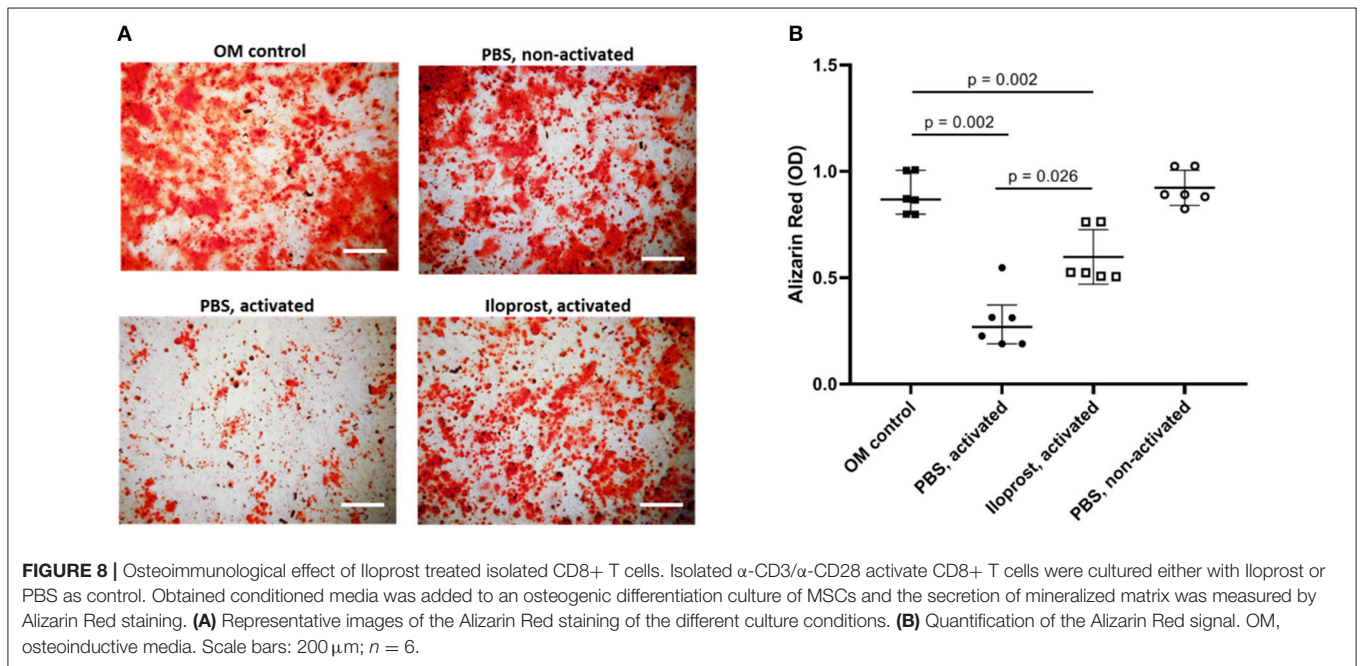 A
OM control
PBS, non-activated
PBS, activated
Iloprost, activated
B
1.5
p = 0.002
p = 0.002
1.0
p = 0.026
0.5
0.0
Alizarin Red (OD)
OM control
PBS, activated
Iloprost, activated
PBS, non-activated
FIGURE 8 | Osteoimmunological effect of Iloprost treated isolated CD8+ T cells. Isolated α-CD3/α-CD28 activate CD8+ T cells were cultured either with Iloprost or
PBS as control. Obtained conditioned media was added to an osteogenic differentiation culture of MSCs and the secretion of mineralized matrix was measured by
Alizarin Red staining. (A) Representative images of the Alizarin Red staining of the different culture conditions. (B) Quantification of the Alizarin Red signal. OM,
osteoinductive media. Scale bars: 200 μm; n = 6.